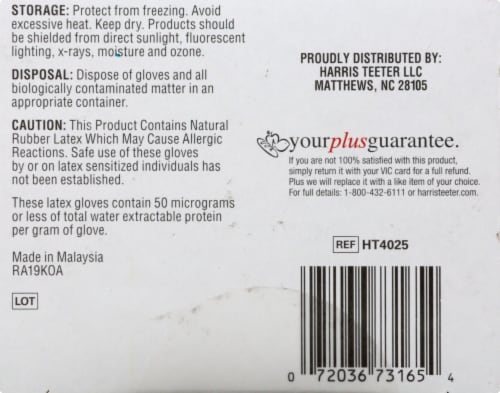 STORAGE: Protect from freezing. Avoid
excessive heat. Keep dry. Products should
be shielded from direct sunlight, fluorescent
lighting, x-rays, moisture and ozone.
DISPOSAL: Dispose of gloves and all
biologically contaminated matter in an
appropriate container.
CAUTION: This Product Contains Natural
Rubber Latex Which May Cause Allergic
Reactions. Safe use of these gloves
by or on latex sensitized individuals has
not been established.
These latex gloves contain 50 micrograms
or less of total water extractable protein
per gram of glove.
Made in Malaysia
RA19KOA
LOT
PROUDLY DISTRIBUTED BY:
HARRIS TEETER LLC
MATTHEWS, NC 28105
yourplusguarantee.
If you are not 100% satisfied with this product,
simply return it with your VIC card for a full refund.
Plus we will replace it with a like item of your choice.
For full details: 1-800-432-6111 or harristeeter.com.
REF HT4025
0 72036 73165 4